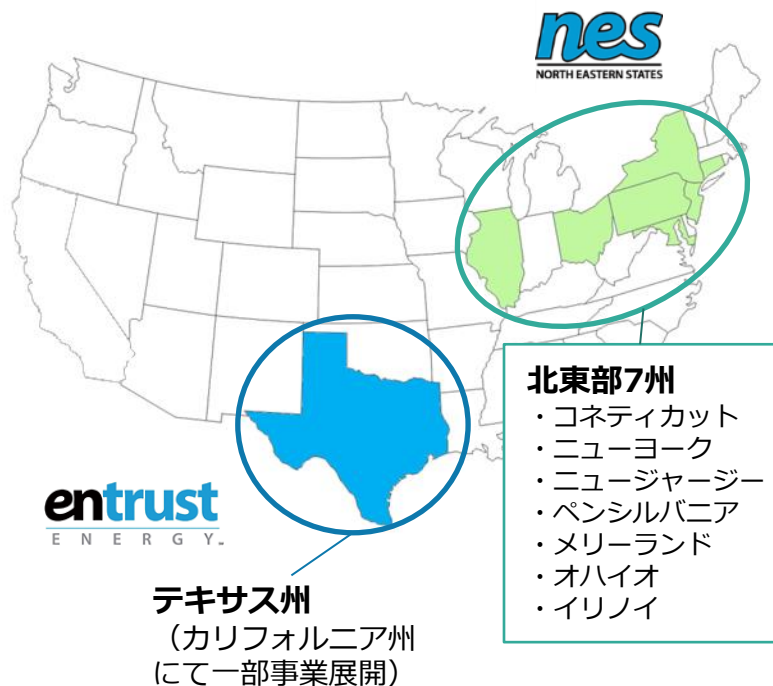 nes
NORTH EASTERN STATES
北東部7州
・コネティカット
・ニューヨーク
・ニュージャージー
・ペンシルバニア
・メリーランド
・オハイオ
・イリノイ
entrust
ENERGY
テキサス州
（カリフォルニア州
にて一部事業展開）